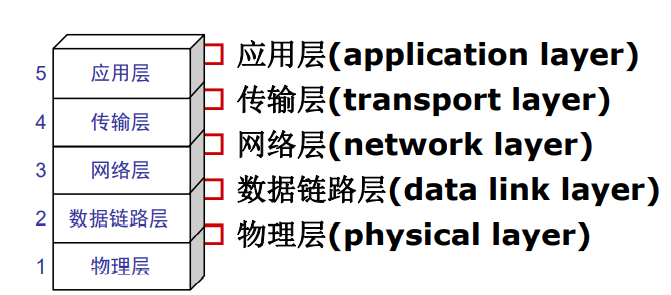 5 应用层
4 传输层
3 网络层
2 数据链路层
1 物理层
应用层(application layer)
传输层(transport layer)
网络层(network layer)
数据链路层(data link layer)
物理层(physical layer)